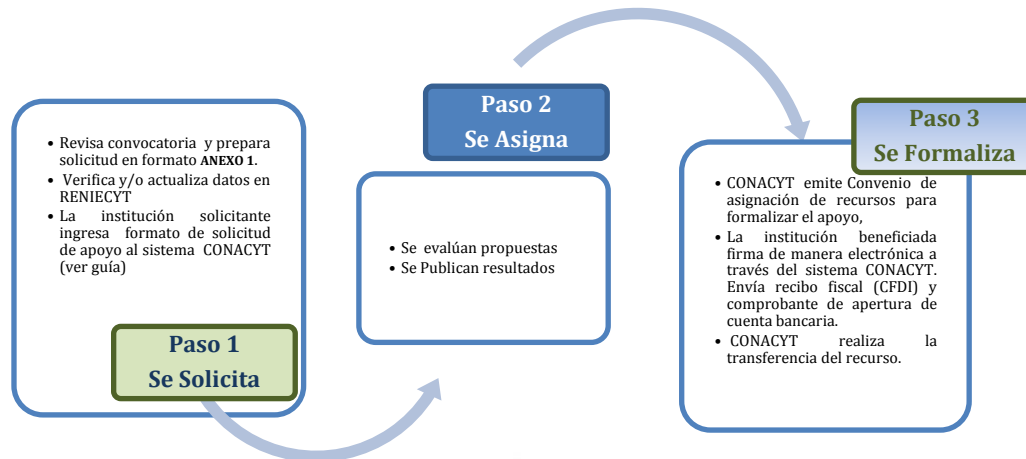 • Revisa convocatoria y prepara
solicitud en formato ANEXO 1.
• Verifica y/o actualiza datos en
RENIECYT
• La institución solicitante
ingresa formato de solicitud
de apoyo al sistema CONACYT
(ver guía)
Paso 1
Se Solicita
Paso 2
Se Asigna
• Se evalúan propuestas
• Se Publican resultados
Paso 3
Se Formaliza
• CONACYT emite Convenio de
asignación de recursos para
formalizar el apoyo,
• La institución beneficiada
firma de manera electrónica a
través del sistema CONACYT.
Envía recibo fiscal (CFDI) y
comprobante de apertura de
cuenta bancaria.
• CONACYT realiza la
transferencia del recurso.